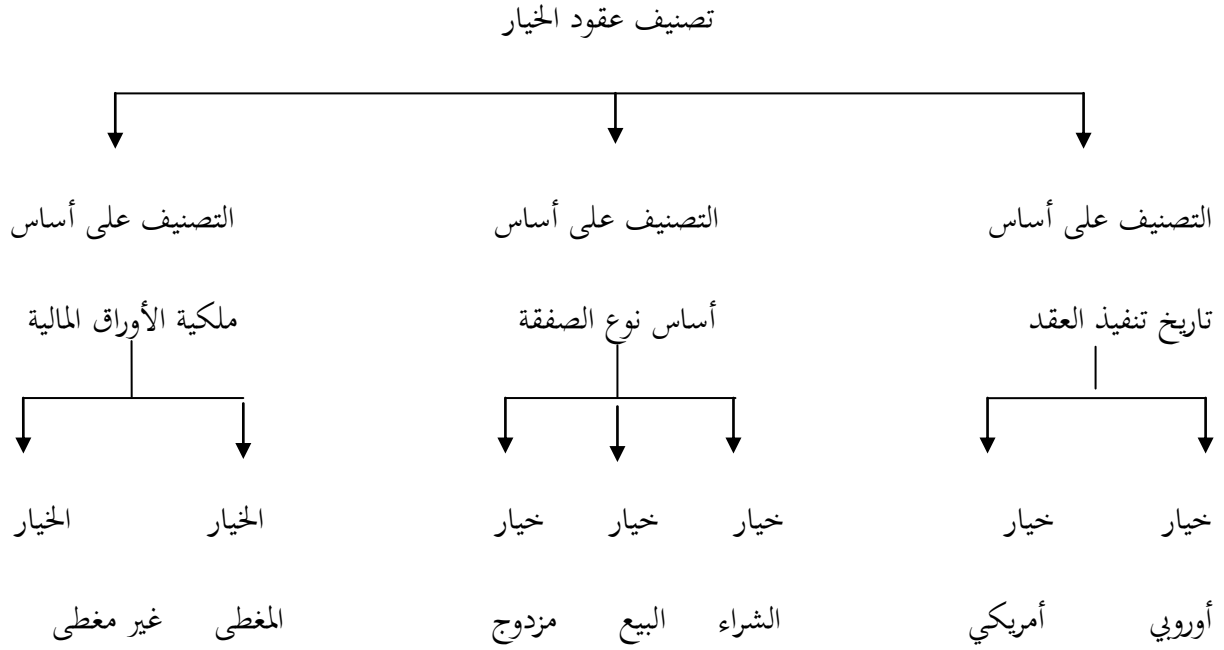 تصنيف عقود الخيار
التصنيف على أساس التصنيف على أساس التصنيف على أساس
تاريخ تنفيذ العقد أساس نوع الصفقة ملكية الأوراق المالية
خيار خيار خيار خيار خيار الخيار الخيار
أوروبي أمريكي الشراء البيع مزدوج المغطى غير مغطى